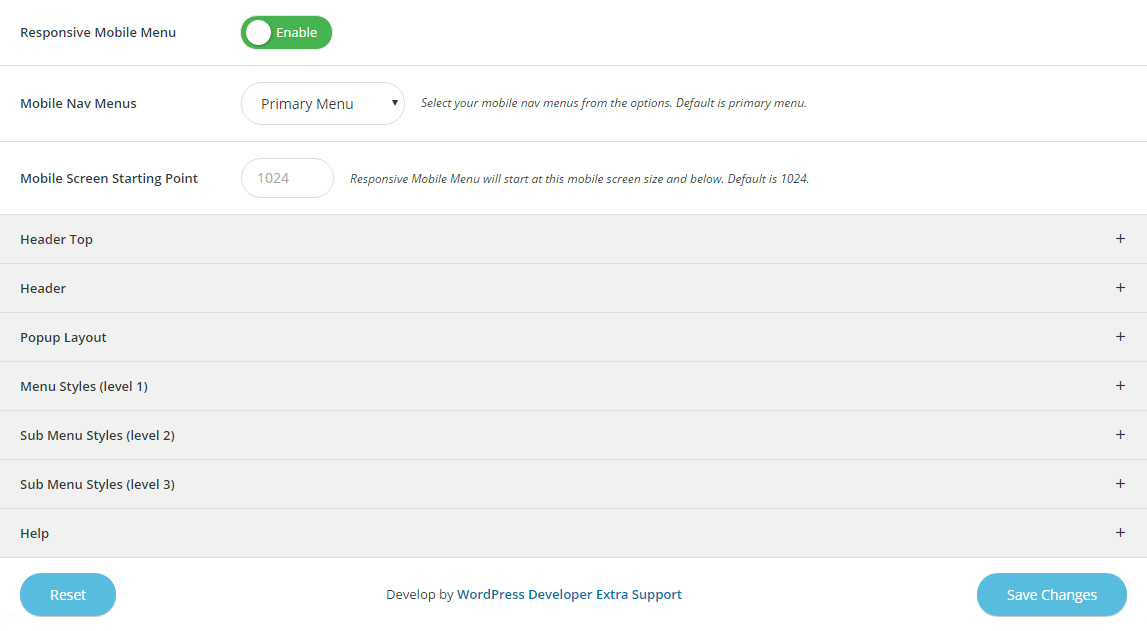 Responsive Mobile Menu Enable
Mobile Nav Menus Primary Menu Select your mobile nav menus from the options. Default is primary menu.
Mobile Screen Starting Point 1024 Responsive Mobile Menu will start at this mobile screen size and below. Default is 1024.
Header Top +
Header +
Popup Layout +
Menu Styles (level 1) +
Sub Menu Styles (level 2) +
Sub Menu Styles (level 3) +
Help +
Reset Develop by WordPress Developer Extra Support Save Changes